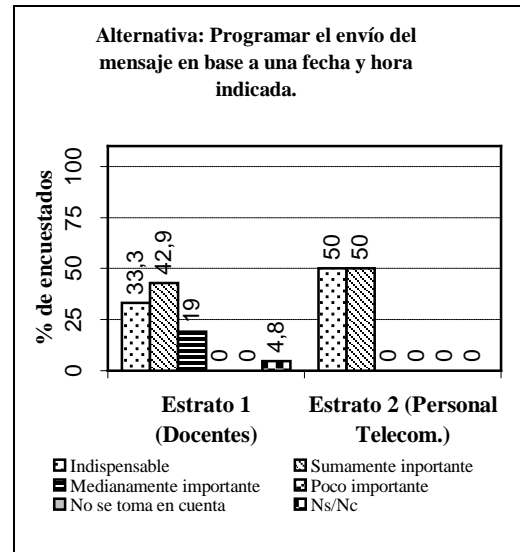 Alternativa: Programar el envío del
mensaje en base a una fecha y hora
indicada.
% de encuestados
100
75
50
25
0
33,3
42,9
19
0
0
4,8
50
50
0
0
0
0
Estrato 1
(Docentes)
Estrato 2 (Personal
Telecom.)
Indispensable
Sumamente inportante
Medianamente importante
Poco importante
No se toma en cuenta
Ns/Nc